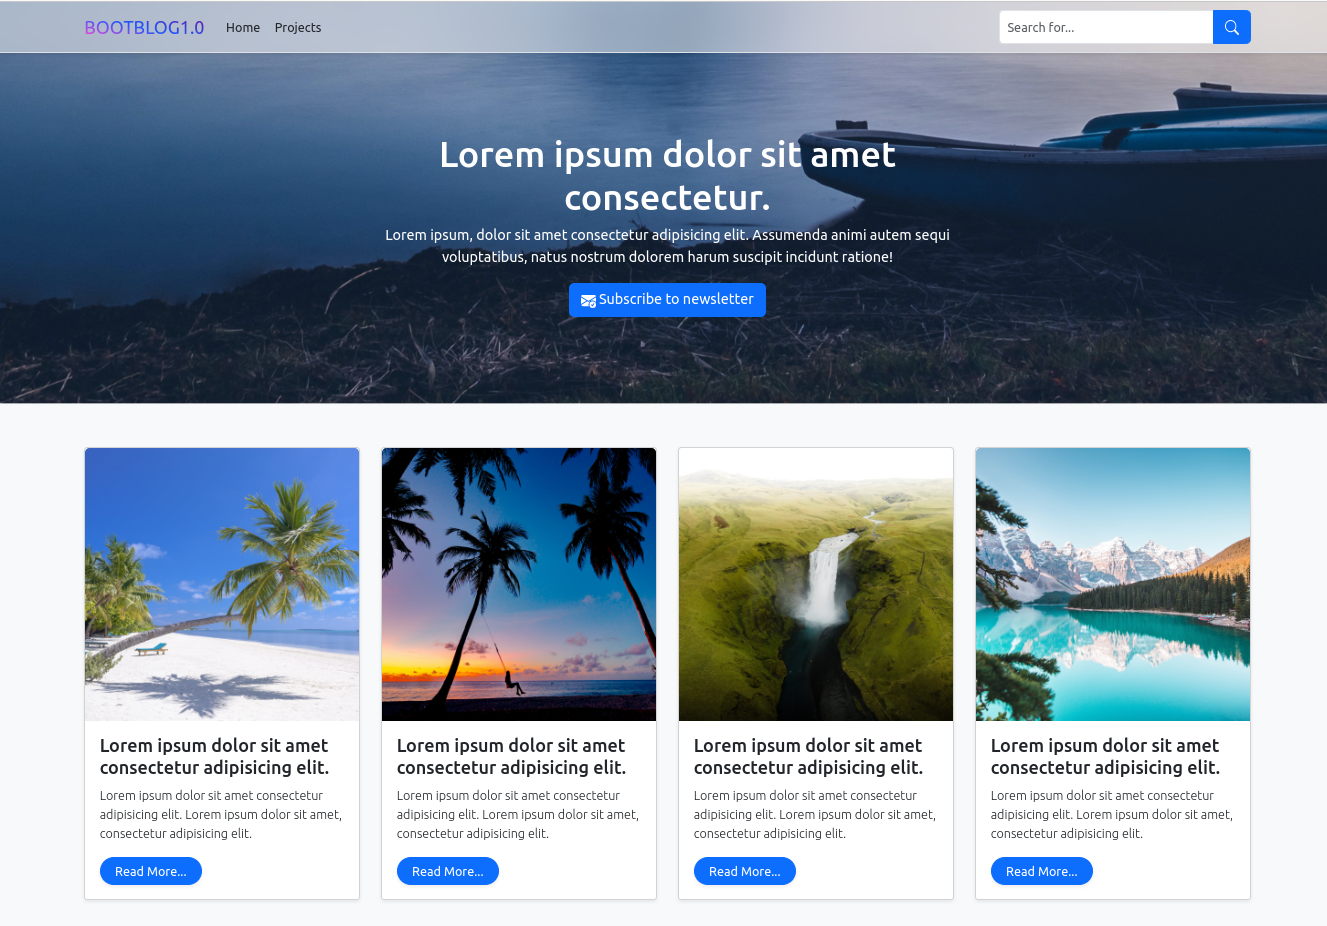 BOOTBLOG1.0 Home Projects Search for...
Lorem ipsum dolor sit amet
consectetur.
Lorem ipsum, dolor sit amet consectetur adipisicing elit. Assumenda animi autem sequi
voluptatibus, natus nostrum dolorem harum suscipit incidunt ratione!
Subscribe to newsletter
Lorem ipsum dolor sit amet
consectetur adipisicing elit.
Lorem ipsum dolor sit amet consectetur
adipisicing elit. Lorem ipsum dolor sit amet,
consectetur adipisicing elit.
Read More...
Lorem ipsum dolor sit amet
consectetur adipisicing elit.
Lorem ipsum dolor sit amet consectetur
adipisicing elit. Lorem ipsum dolor sit amet,
consectetur adipisicing elit.
Read More...
Lorem ipsum dolor sit amet
consectetur adipisicing elit.
Lorem ipsum dolor sit amet consectetur
adipisicing elit. Lorem ipsum dolor sit amet,
consectetur adipisicing elit.
Read More...
Lorem ipsum dolor sit amet
consectetur adipisicing elit.
Lorem ipsum dolor sit amet consectetur
adipisicing elit. Lorem ipsum dolor sit amet,
consectetur adipisicing elit.
Read More...